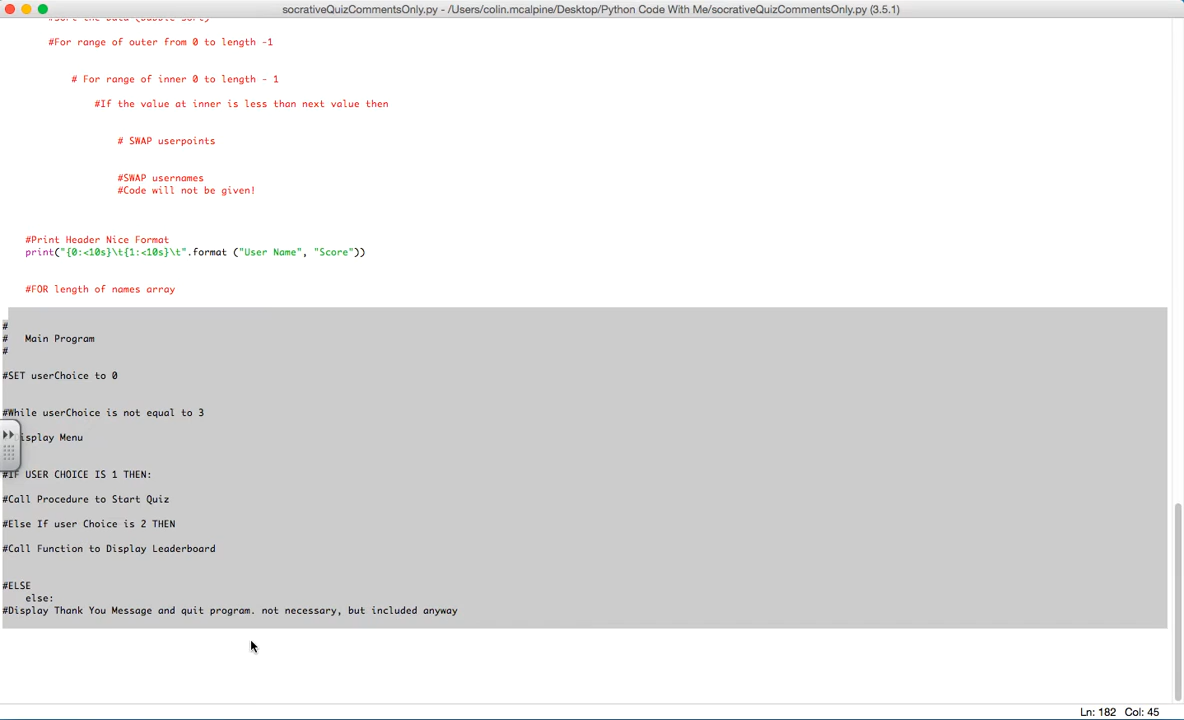 socrativeQuizCommentsOnly.py - /Users/colin.mcalpine/Desktop/Python Code With Me/socrativeQuizCommentsOnly.py (3.5.1)
#For range of outer from 0 to length -1
# For range of inner 0 to length - 1
#If the value at inner is less than next value then
# SWAP userpoints
#SWAP usernames
#Code will not be given!
#Print Header Nice Format
print("{0:<10s}\t{1:<10s}\t".format ("User Name", "Score"))
#FOR length of names array
#
# Main Program
#
#SET userChoice to 0
#While userChoice is not equal to 3
isplay Menu
#IF USER CHOICE IS 1 THEN:
#Call Procedure to Start Quiz
#Else If user Choice is 2 THEN
#Call Function to Display Leaderboard
#ELSE
else:
#Display Thank You Message and quit program. not necessary, but included anyway
Ln: 182 Col: 45